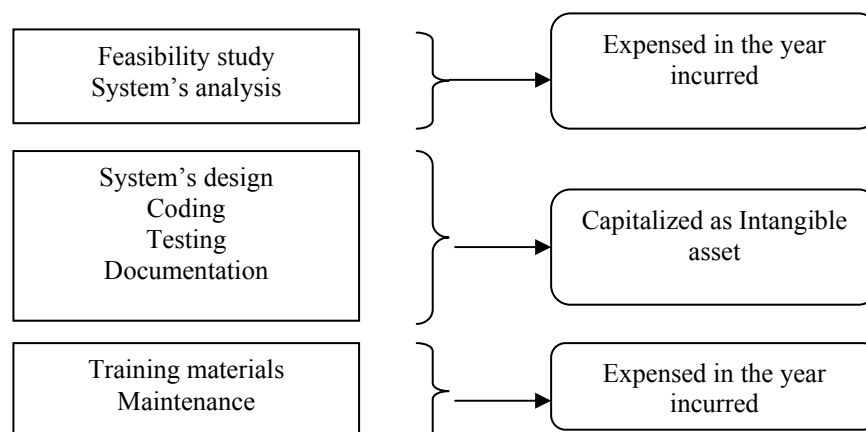 Feasibility study
System’s analysis
Expensed in the year
incurred
System’s design
Coding
Testing
Documentation
Capitalized as Intangible
asset
Training materials
Maintenance
Expensed in the year
incurred